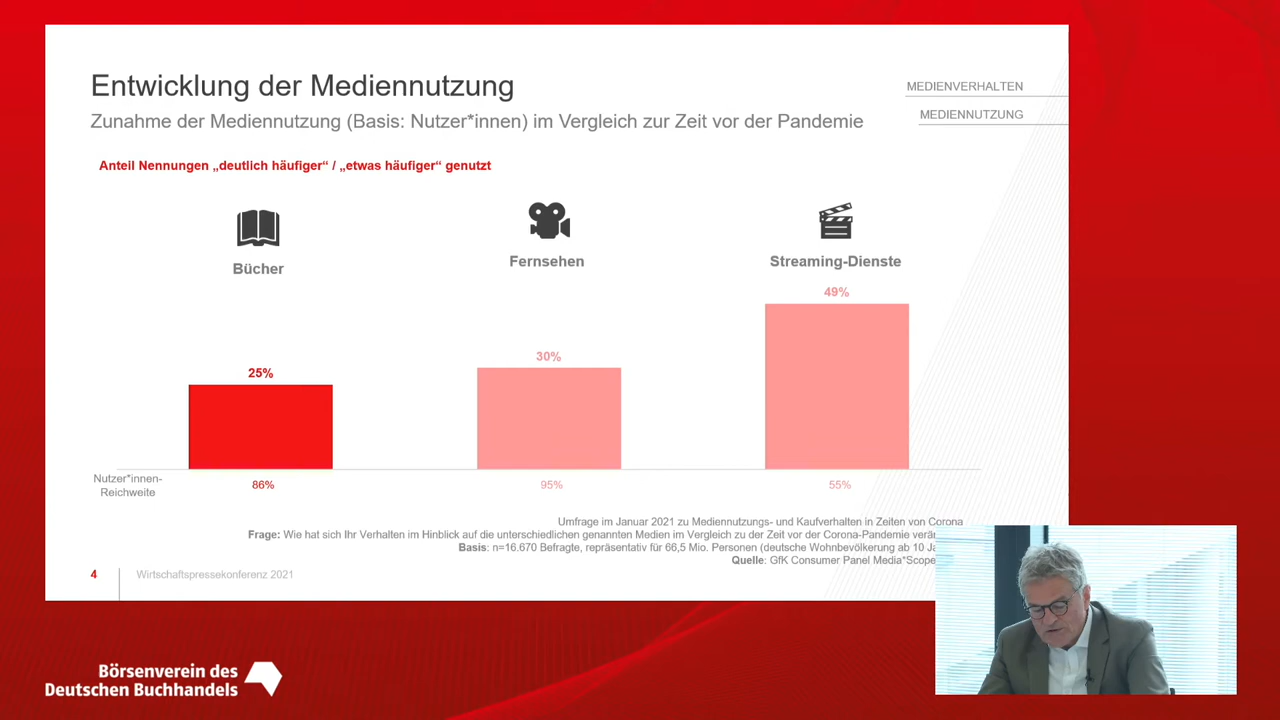 Entwicklung der Mediennutzung
Zunahme der Mediennutzung (Basis: Nutzer*innen) im Vergleich zur Zeit vor der Pandemie
MEDIENVERHALTEN
MEDIENNUTZUNG
Anteil Nennungen „deutlich häufiger“ / „etwas häufiger“ genutzt
Bücher
Fernsehen
Streaming-Dienste
25%
30%
49%
Nutzer*innen-
Reichweite
86%
95%
55%
Umfrage im Januar 2021 zu Mediennutzungs- und Kaufverhalten in Zeiten von Corona
Frage: Wie hat sich Ihr Verhalten im Hinblick auf die unterschiedlichen genannten Medien im Vergleich zu der Zeit vor der Corona-Pandemie
Basis: n=16.670 Befragte, repräsentativ für 66,5 Mio. Personen (deutsche Wohnbevölkerung ab 10
Quelle: GfK Consumer Panel Media*Scope
4
Wirtschaftspressekonferenz 2021
Börsenverein des
Deutschen Buchhandels